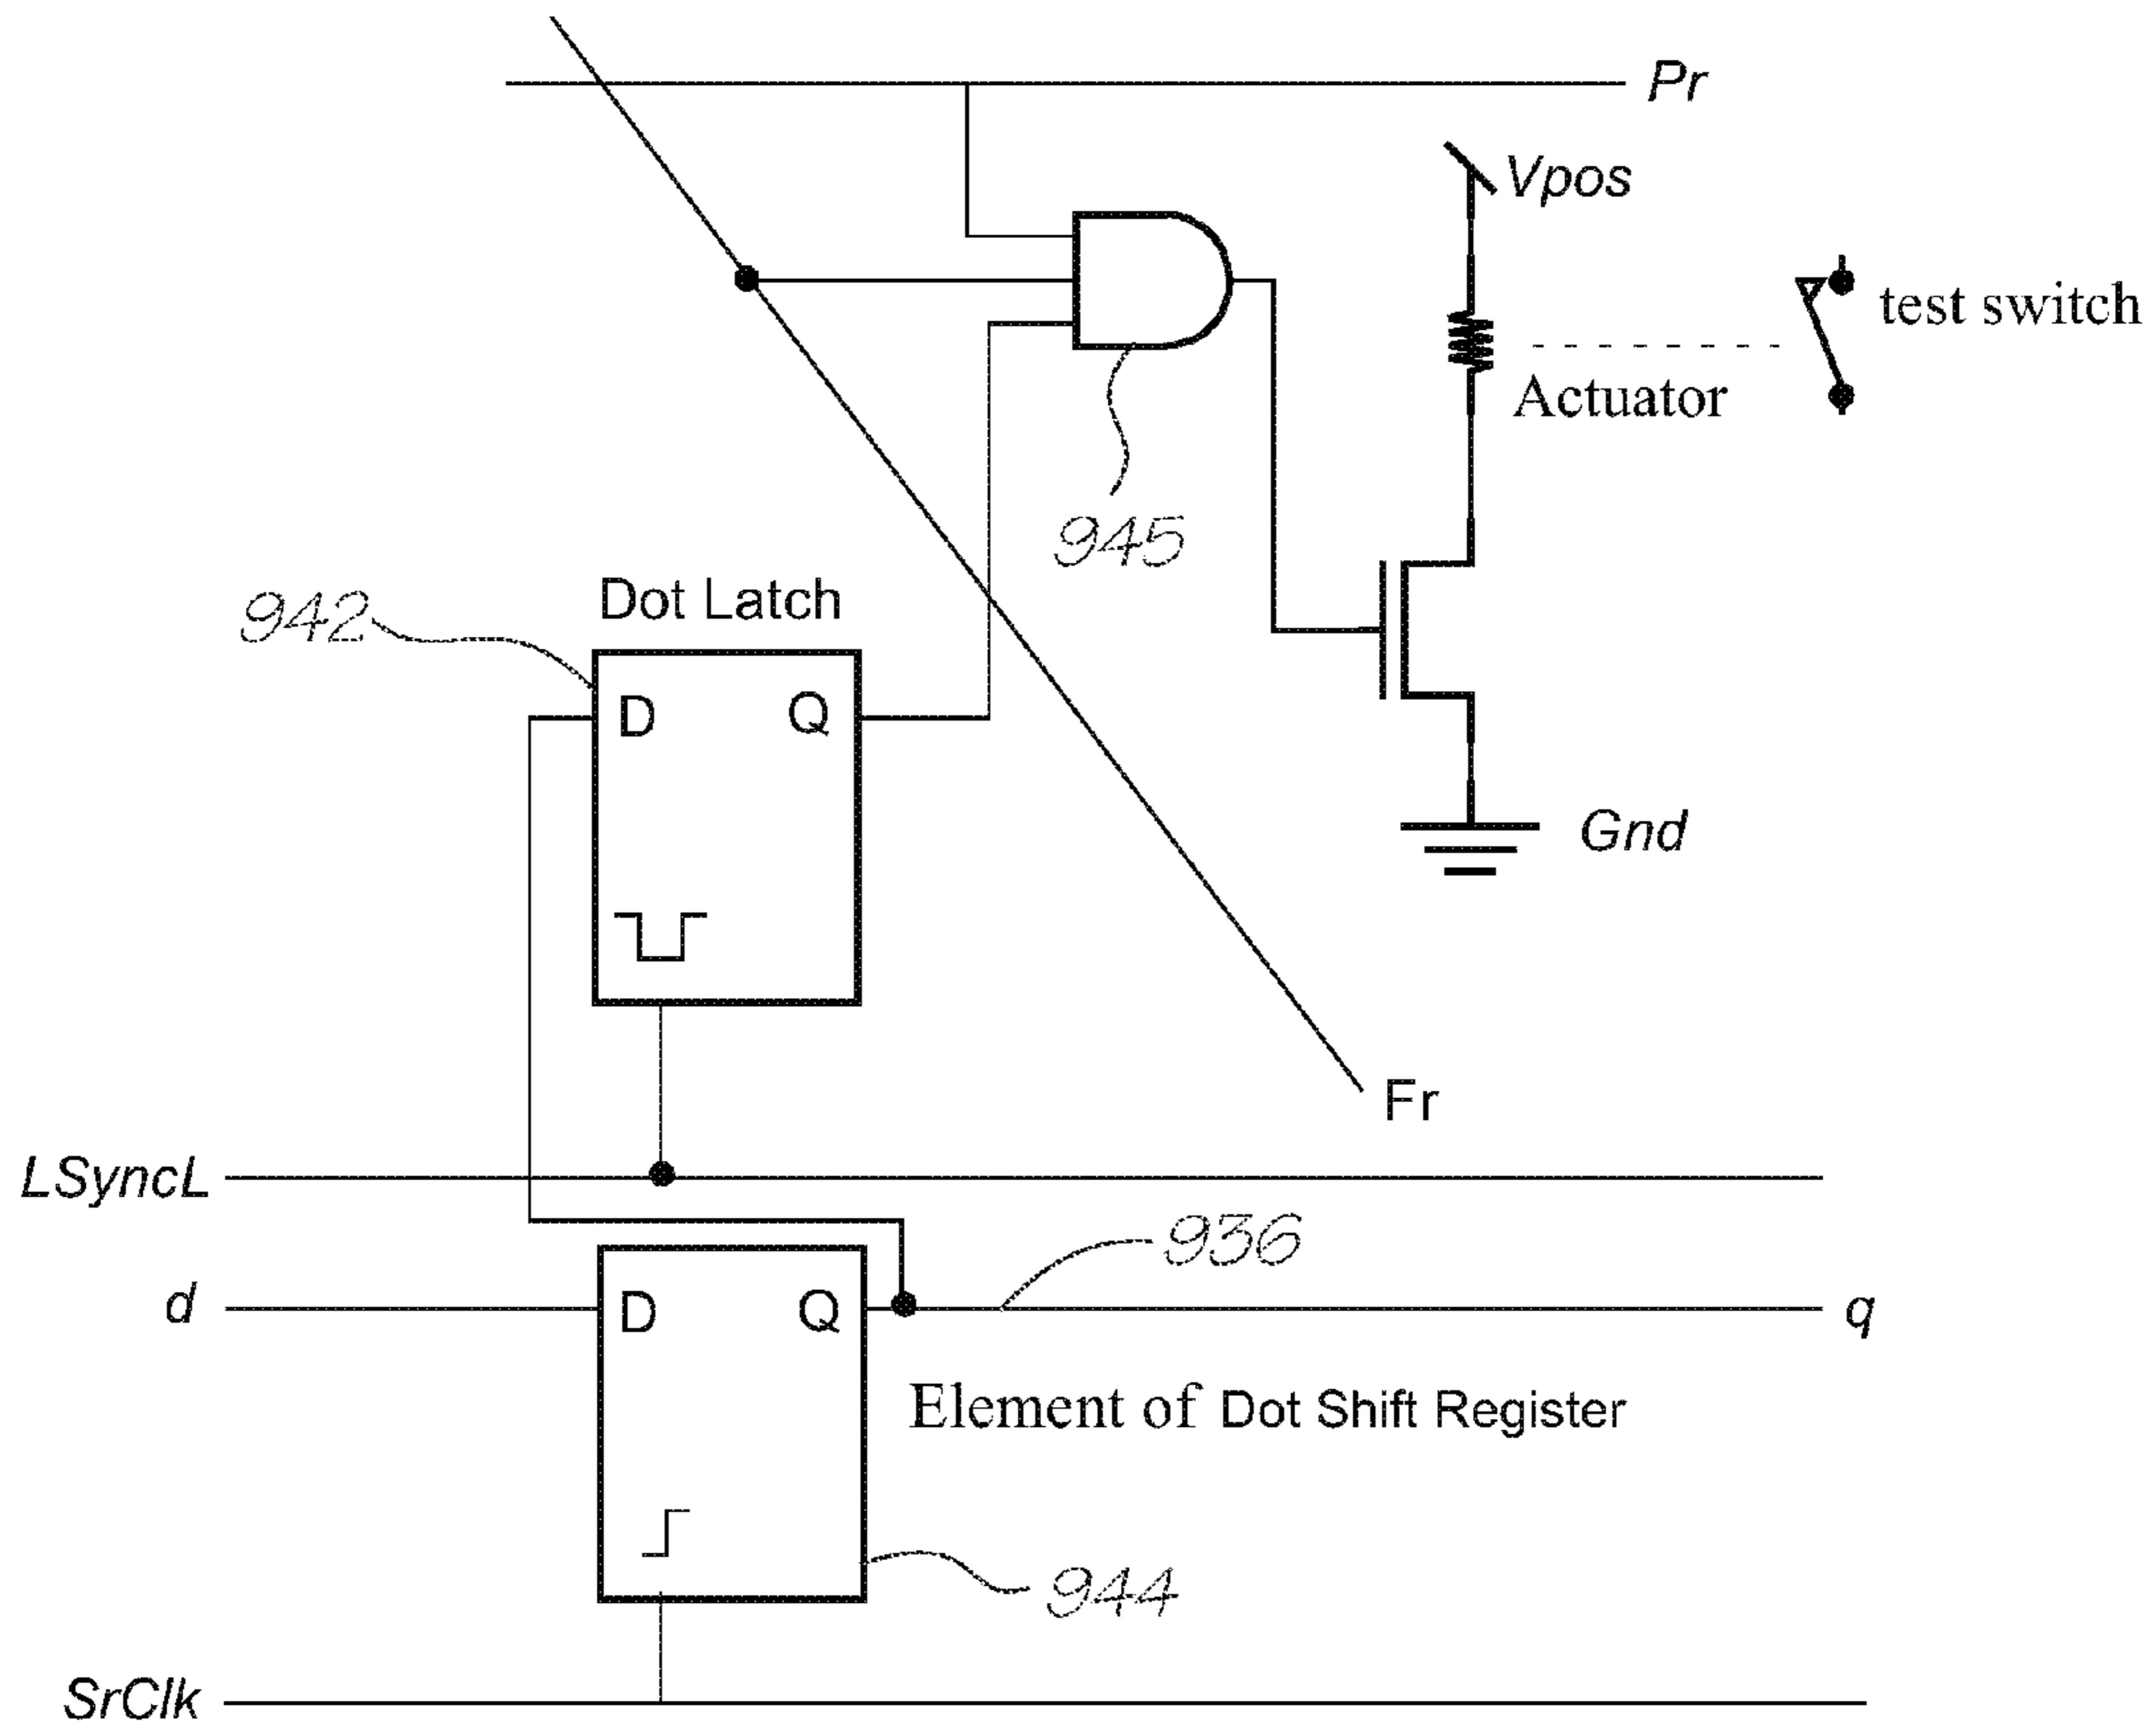 Pr
Vpos
test switch
Actuator
945
942
Dot Latch
D Q
Gnd
Fr
LSyncL
936
d D Q q
Element of Dot Shift Register
944
SrClk